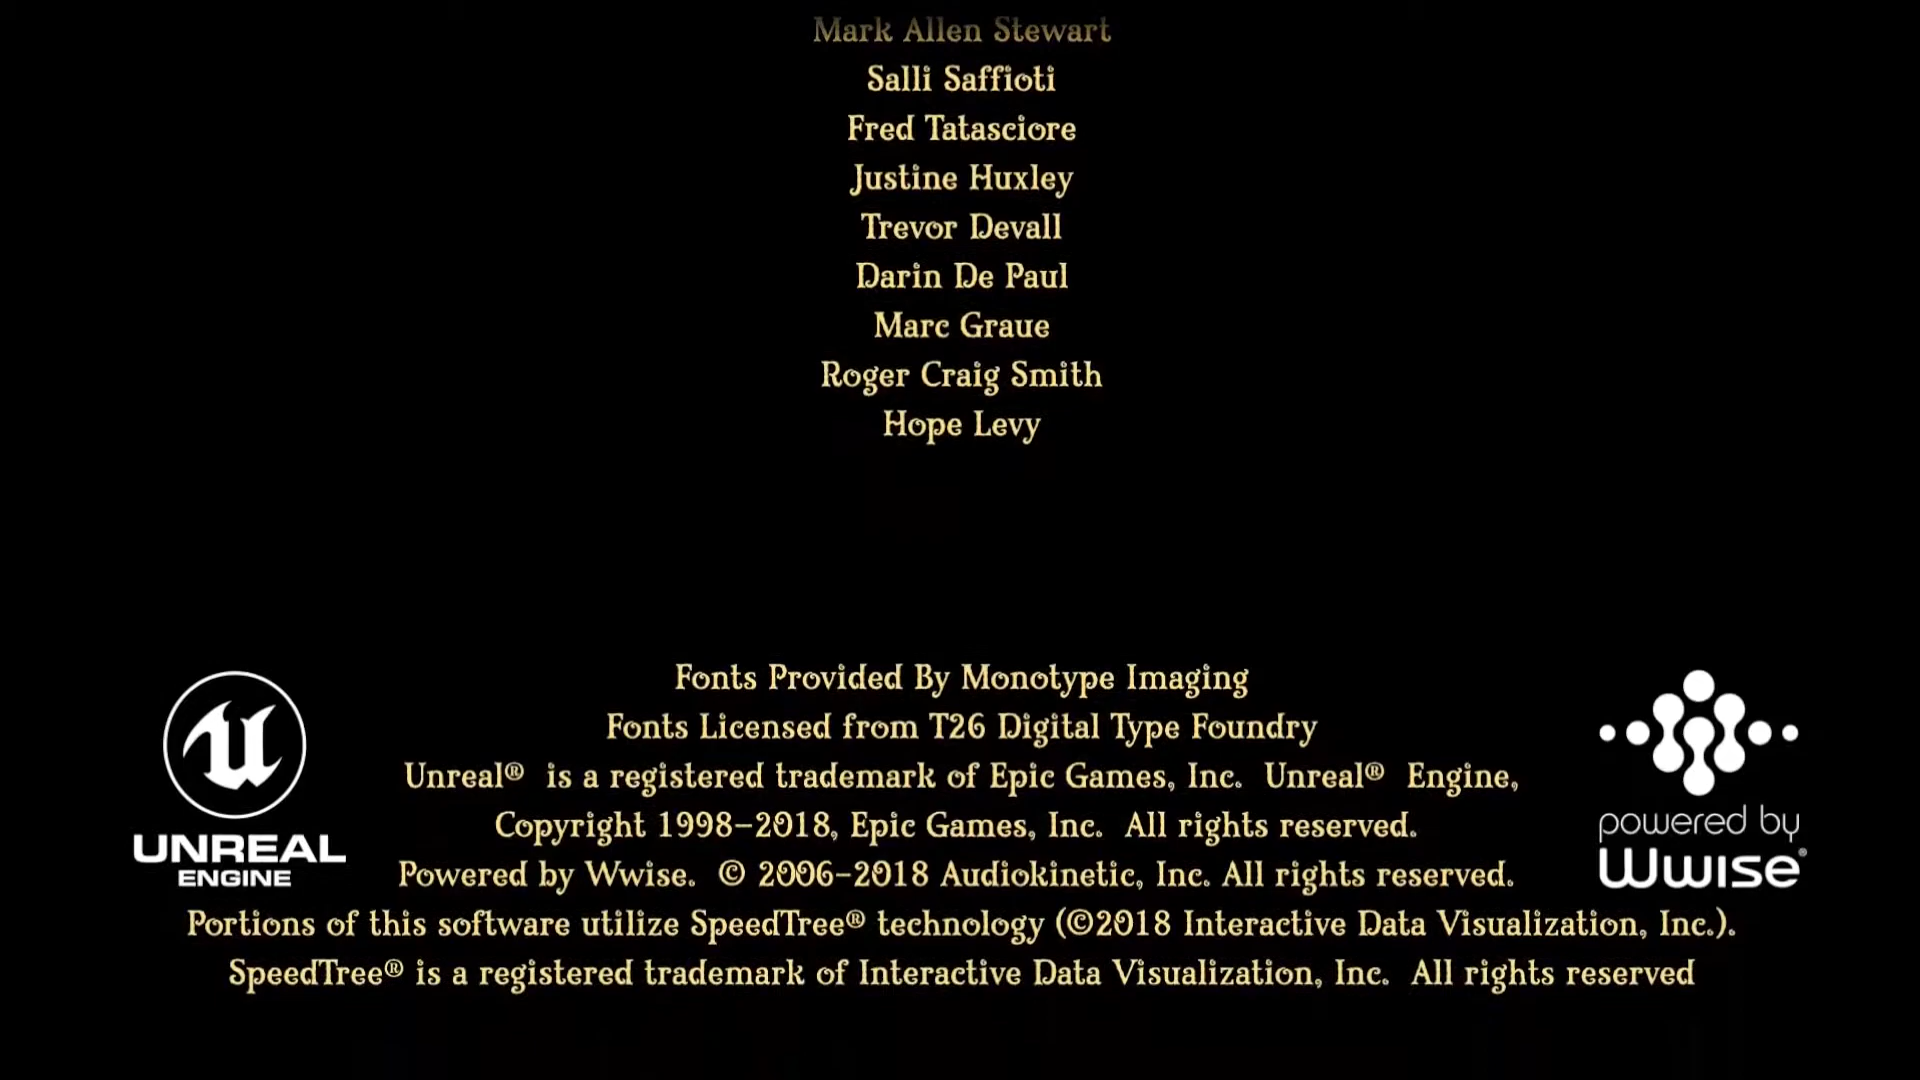 Mark Allen Stewart
Salli Saffioti
Fred Tatasciore
Justine Huxley
Trevor Devall
Darin De Paul
Marc Graue
Roger Craig Smith
Hope Levy
Fonts Provided By Monotype Imaging
Fonts Licensed from T26 Digital Type Foundry
Unreal® is a registered trademark of Epic Games, Inc. Unreal® Engine,
Copyright 1998-2018, Epic Games, Inc. All rights reserved.
Powered by Wwise. © 2006-2018 Audiokinetic, Inc. All rights reserved.
Portions of this software utilize SpeedTree® technology (©2018 Interactive Data Visualization, Inc.).
SpeedTree® is a registered trademark of Interactive Data Visualization, Inc. All rights reserved
UNREAL
ENGINE
powered by
Wwise®